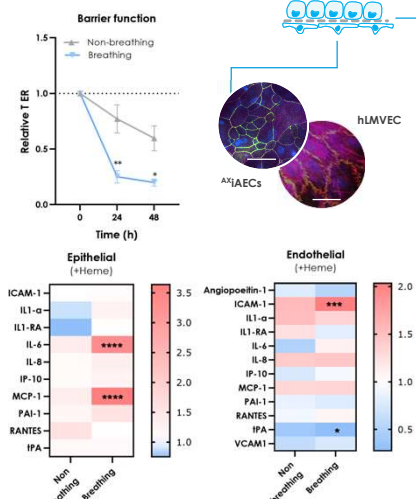 Barrier function
1.5
Non-breathing
Breathing
1.0
Relative T ER
0.5
**
*
0.0
0
24
48
Time (h)
hLMVEC
AXiAECs
Epithelial
(+Heme)
ICAM-1
IL1-α
IL1-RA
IL-6
****
IL-8
IP-10
MCP-1
****
PAI-1
RANTES
tPA
3.5
3.0
2.5
2.0
1.5
1.0
Non
Breathing
Endothelial
(+Heme)
Angiopoeitin-1
ICAM-1
***
IL1-α
IL1-RA
IL-6
IL-8
IP-10
MCP-1
PAI-1
RANTES
tPA
*
VCAM1
2.0
1.5
1.0
0.5
Non
breathing
Breathing